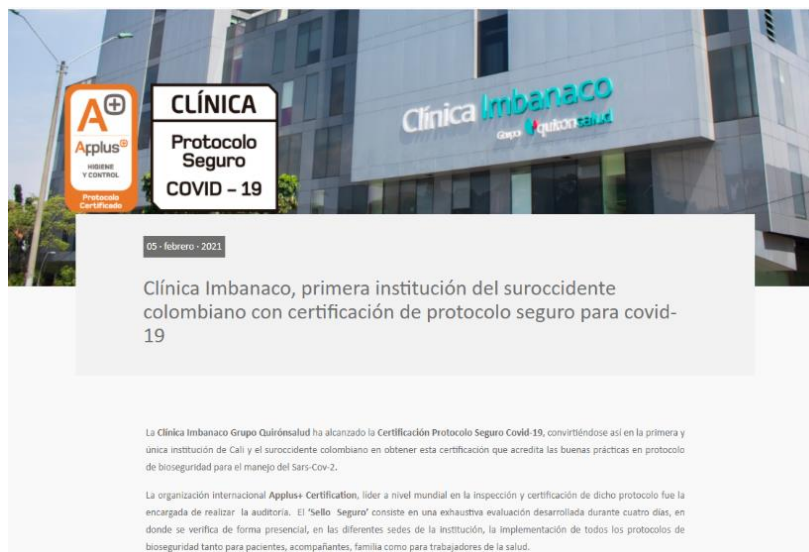 Clínica Imbanaco
Grupo quirónsalud
A+
Applus⊕
HIGIENE
Y CONTROL
Protocolo
Certificado
CLÍNICA
Protocolo
Seguro
COVID – 19
05 - febrero - 2021
Clínica Imbanaco, primera institución del suroccidente
colombiano con certificación de protocolo seguro para covid-
19
La Clínica Imbanaco Grupo Quirónsalud ha alcanzado la Certificación Protocolo Seguro Covid-19, convirtiéndose así en la primera y
única institución de Cali y el suroccidente colombiano en obtener esta certificación que acredita las buenas prácticas en protocolo
de bioseguridad para el manejo del Sars-Cov-2.
La organización internacional Applus+ Certification, líder a nivel mundial en la inspección y certificación de dicho protocolo fue la
encargada de realizar la auditoría. El 'Sello Seguro' consiste en una exhaustiva evaluación desarrollada durante cuatro días, en
donde se verifica de forma presencial, en las diferentes sedes de la institución, la implementación de todos los protocolos de
bioseguridad tanto para pacientes, acompañantes, familia como para trabajadores de la salud.